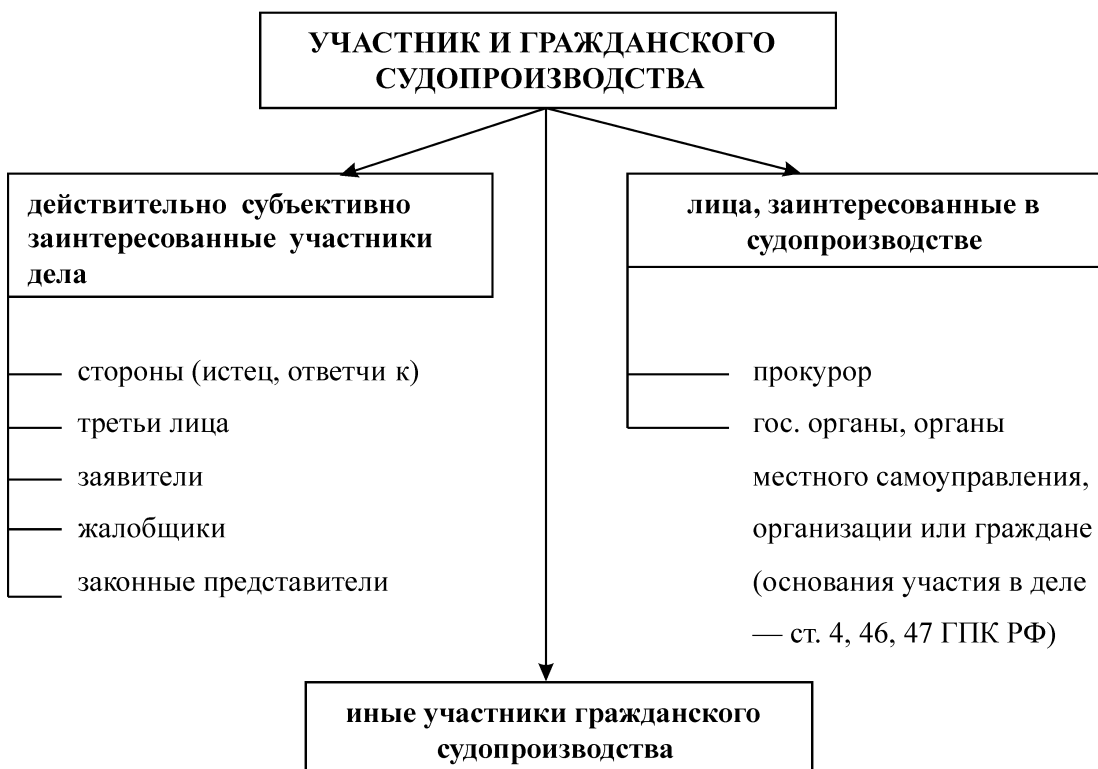 УЧАСТНИК И ГРАЖДАНСКОГО
СУДОПРОИЗВОДСТВА
действительно субъективно
заинтересованные участники
дела
стороны (истец, ответчи к)
третьи лица
заявители
жалобщики
законные представители
лица, заинтересованные в
судопроизводстве
прокурор
гос. органы, органы
местного самоуправления,
организации или граждане
(основания участия в деле
— ст. 4, 46, 47 ГПК РФ)
иные участники гражданского
судопроизводства